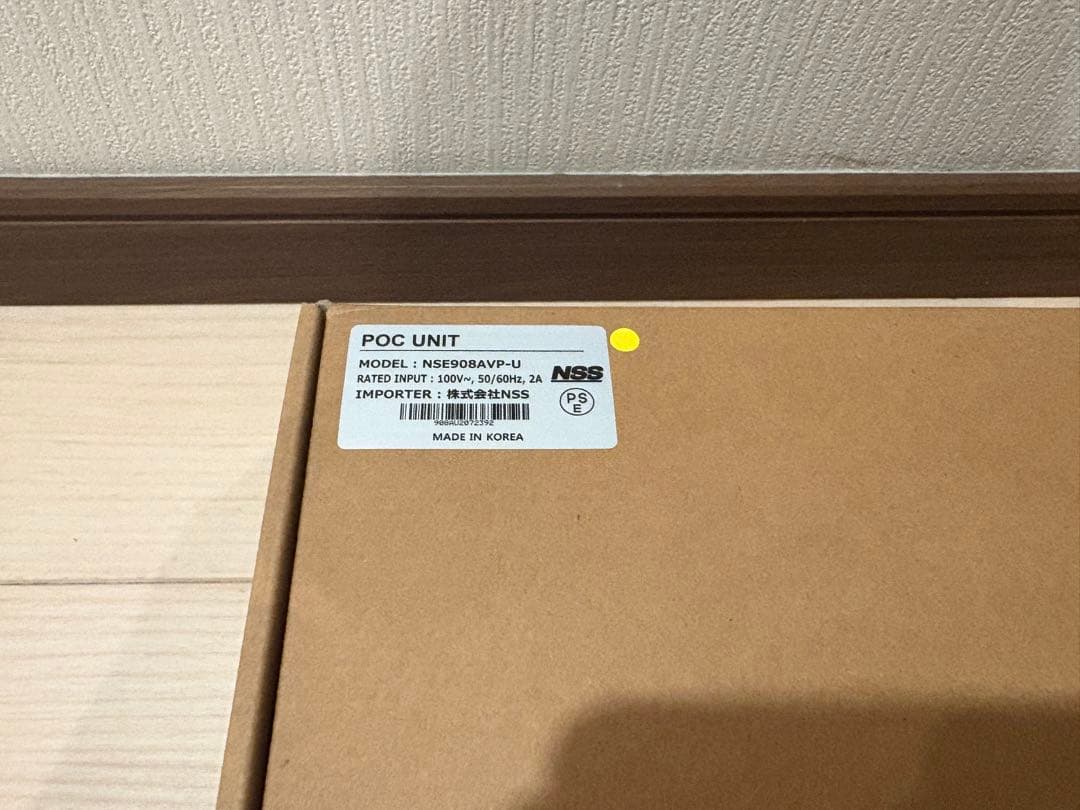 POC UNIT
MODEL : NSE908AVP-U
RATED INPUT : 100V~, 50/60Hz, 2A
NSS
IMPORTER : 株式会社NSS
PS
E
908AU2072392
MADE IN KOREA